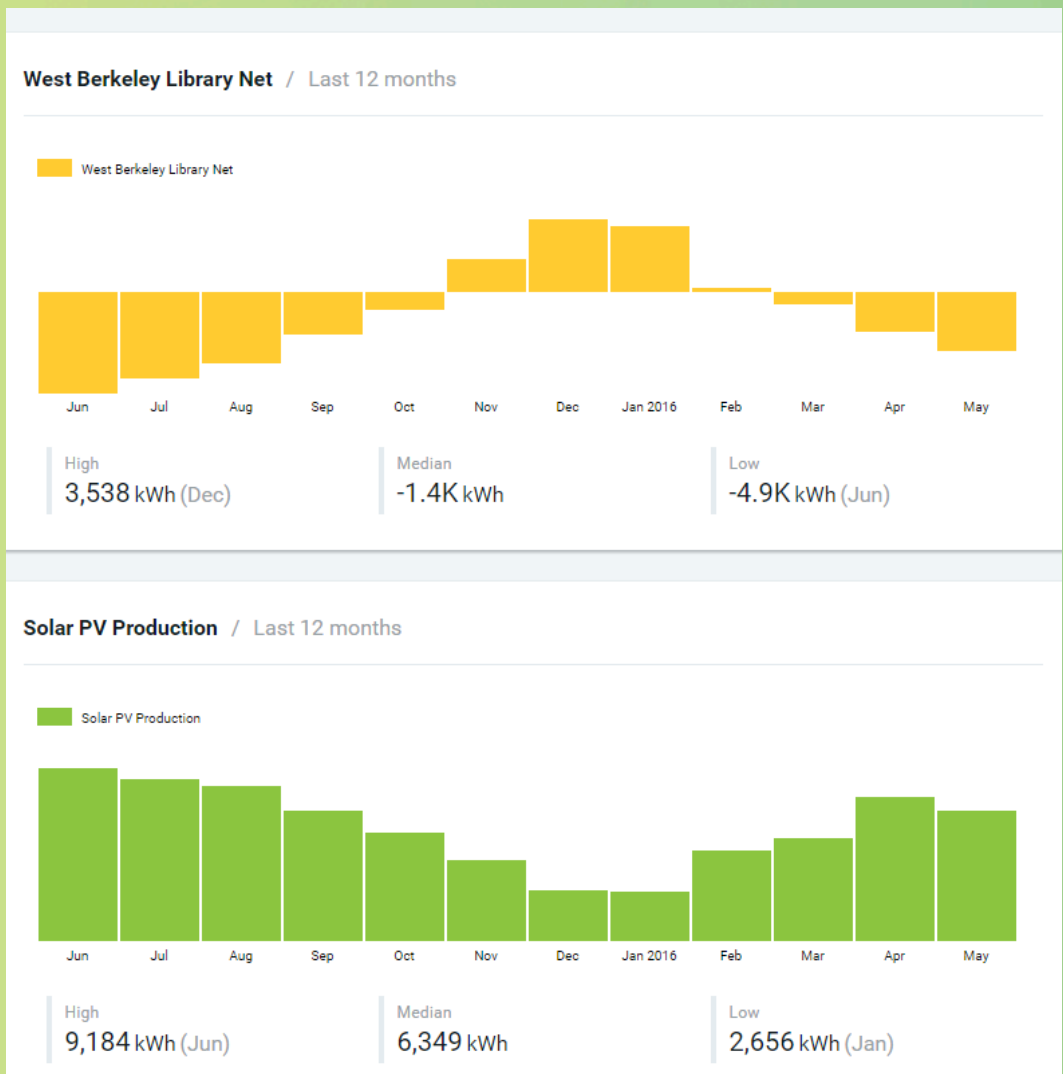 West Berkeley Library Net / Last 12 months
West Berkeley Library Net
Jun Jul Aug Sep Oct Nov Dec Jan 2016 Feb Mar Apr May
High Median Low
3,538 kWh (Dec) -1.4K kWh -4.9K kWh (Jun)
Solar PV Production / Last 12 months
Solar PV Production
Jun Jul Aug Sep Oct Nov Dec Jan 2016 Feb Mar Apr May
High Median Low
9,184 kWh (Jun) 6,349 kWh 2,656 kWh (Jan)